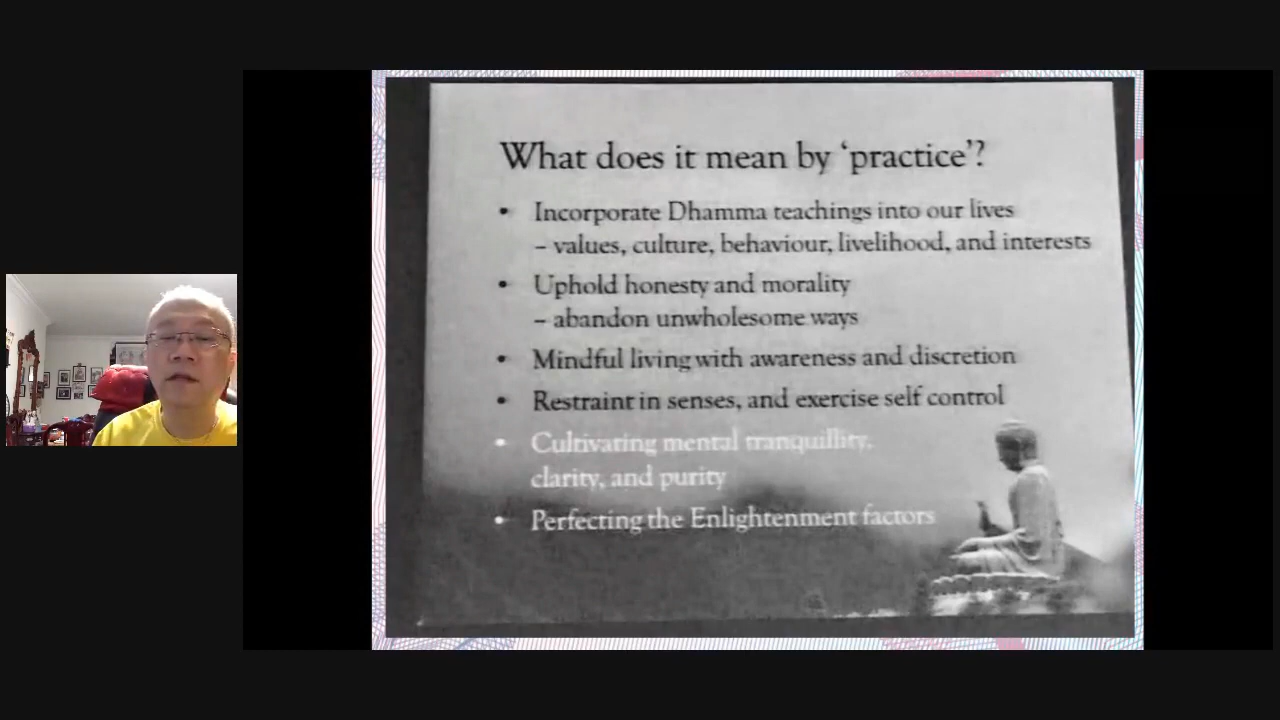 What does it mean by ‘practice’?
• Incorporate Dhamma teachings into our lives
– values, culture, behaviour, livelihood, and interests
• Uphold honesty and morality
– abandon unwholesome ways
• Mindful living with awareness and discretion
• Restraint in senses, and exercise self control
• Cultivating mental tranquillity,
clarity, and purity
• Perfecting the Enlightenment factors